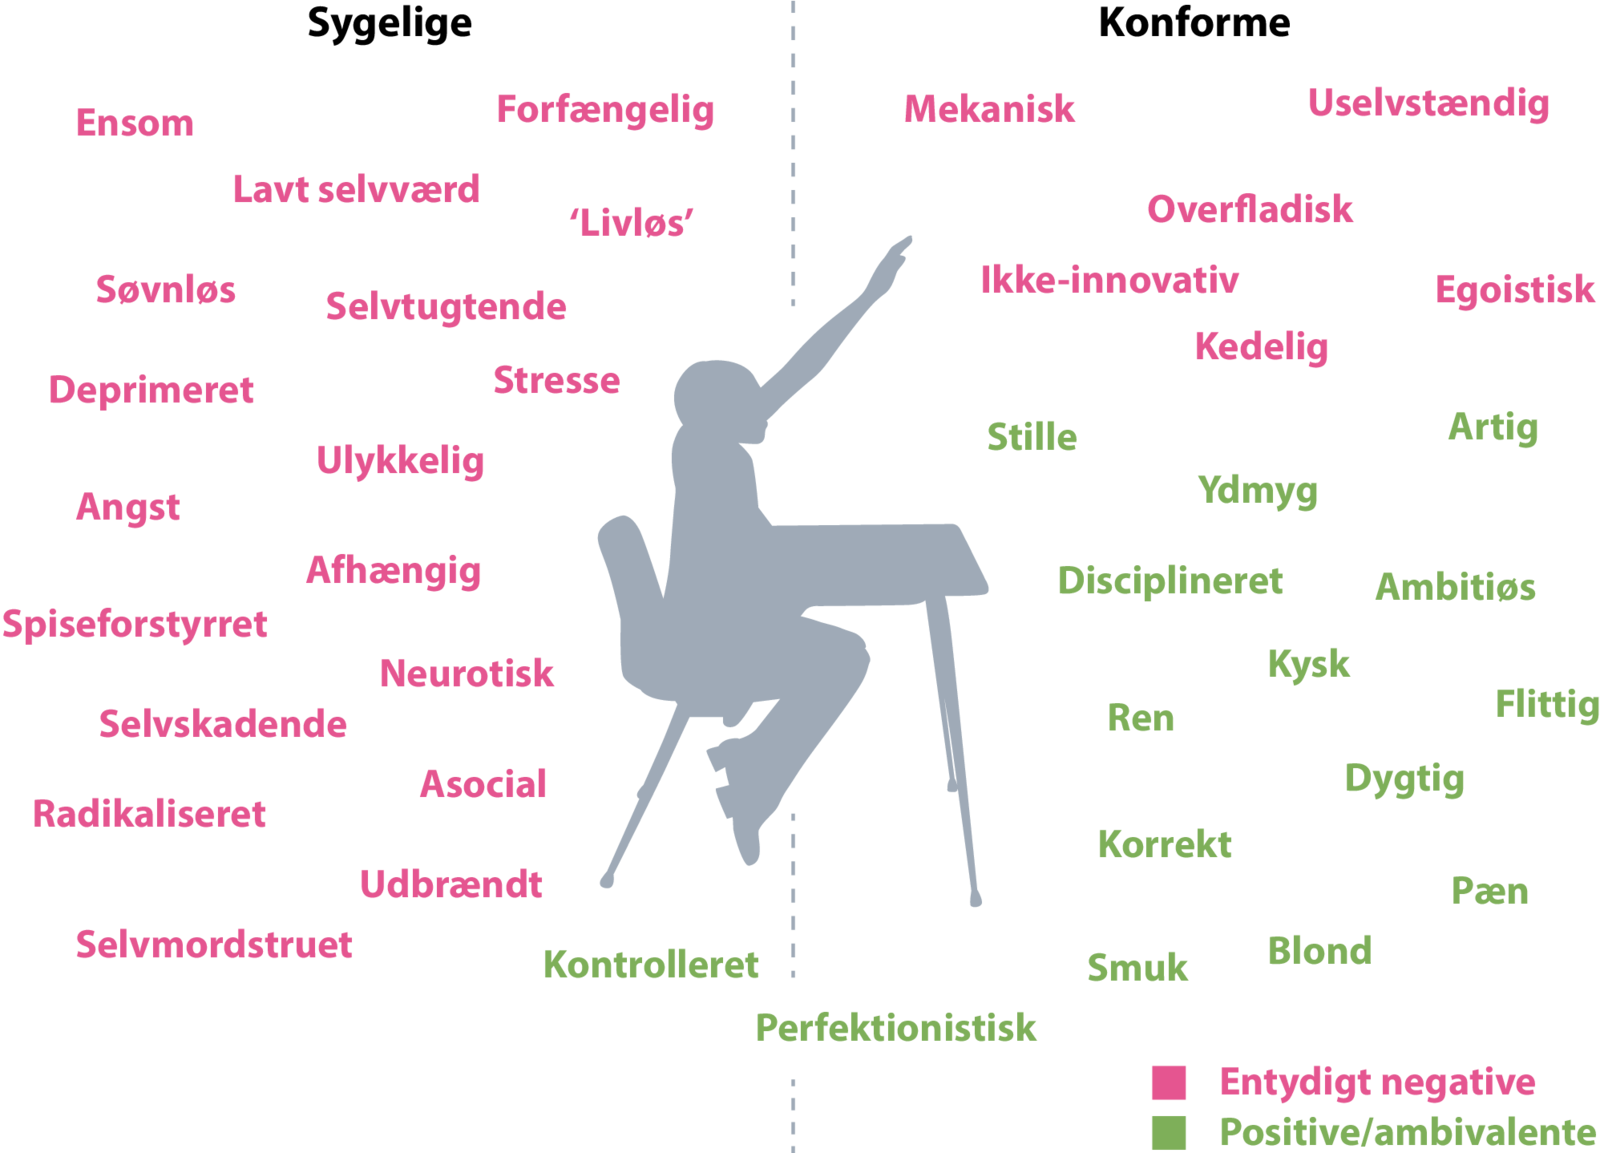 Sygelige
Konforme
Ensom
Forfængelig
Lavt selvværd
‘Livløs’
Søvnløs
Selvtugtende
Deprimeret
Stresse
Ulykkelig
Angst
Afhængig
Spiseforstyrret
Neurotisk
Selvskadende
Asocial
Radikaliseret
Udbrændt
Selvmordstruet
Kontrolleret
Perfektionistisk
Mekanisk
Uselvstændig
Overfladisk
Ikke-innovativ
Egoistisk
Kedelig
Stille
Artig
Ydmyg
Disciplineret
Ambitiøs
Kysk
Ren
Flittig
Dygtig
Korrekt
Pæn
Smuk
Blond
Entydigt negative
Positive/ambivalente